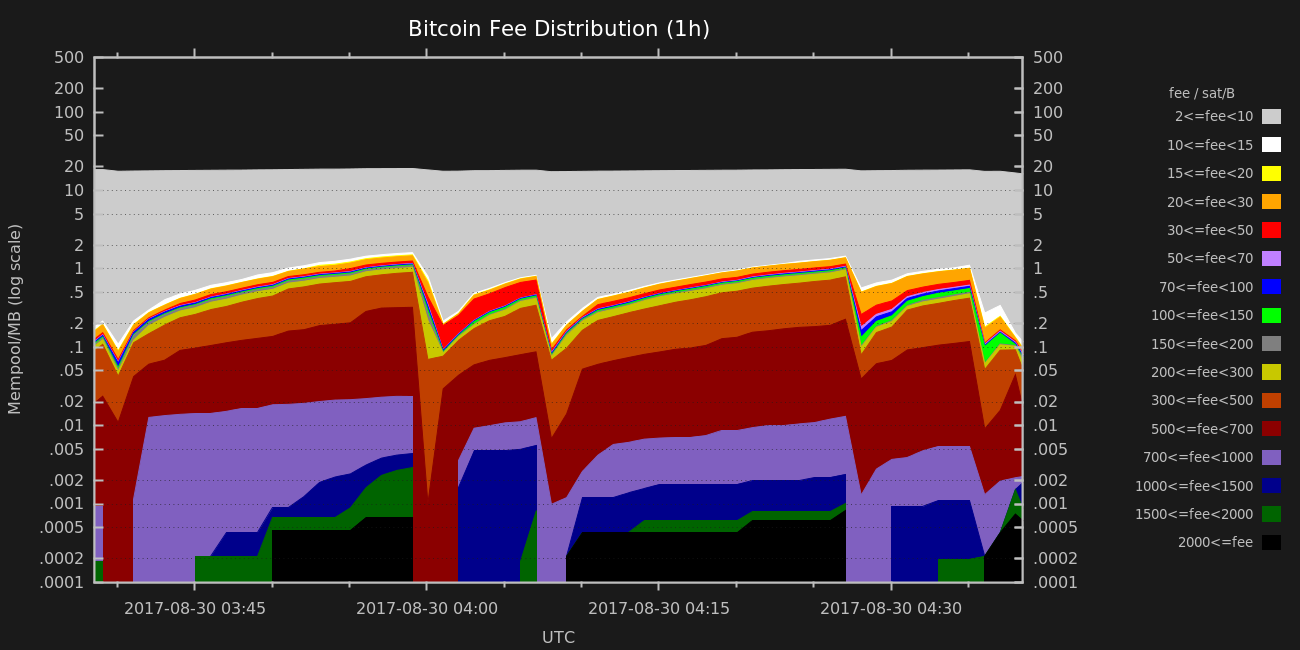 Bitcoin Fee Distribution (1h)
500
200
100
50
20
10
5
2
1
.5
.2
.1
.05
.02
.01
.005
.002
.001
.0005
.0002
.0001
Mempool/MB (log scale)
500
200
100
50
20
10
5
2
1
.5
.2
.1
.05
.02
.01
.005
.002
.001
.0005
.0002
.0001
2017-08-30 03:45 2017-08-30 04:00 2017-08-30 04:15 2017-08-30 04:30
UTC
fee / sat/B
2<=fee<10
10<=fee<15
15<=fee<20
20<=fee<30
30<=fee<50
50<=fee<70
70<=fee<100
100<=fee<150
150<=fee<200
200<=fee<300
300<=fee<500
500<=fee<700
700<=fee<1000
1000<=fee<1500
1500<=fee<2000
2000<=fee